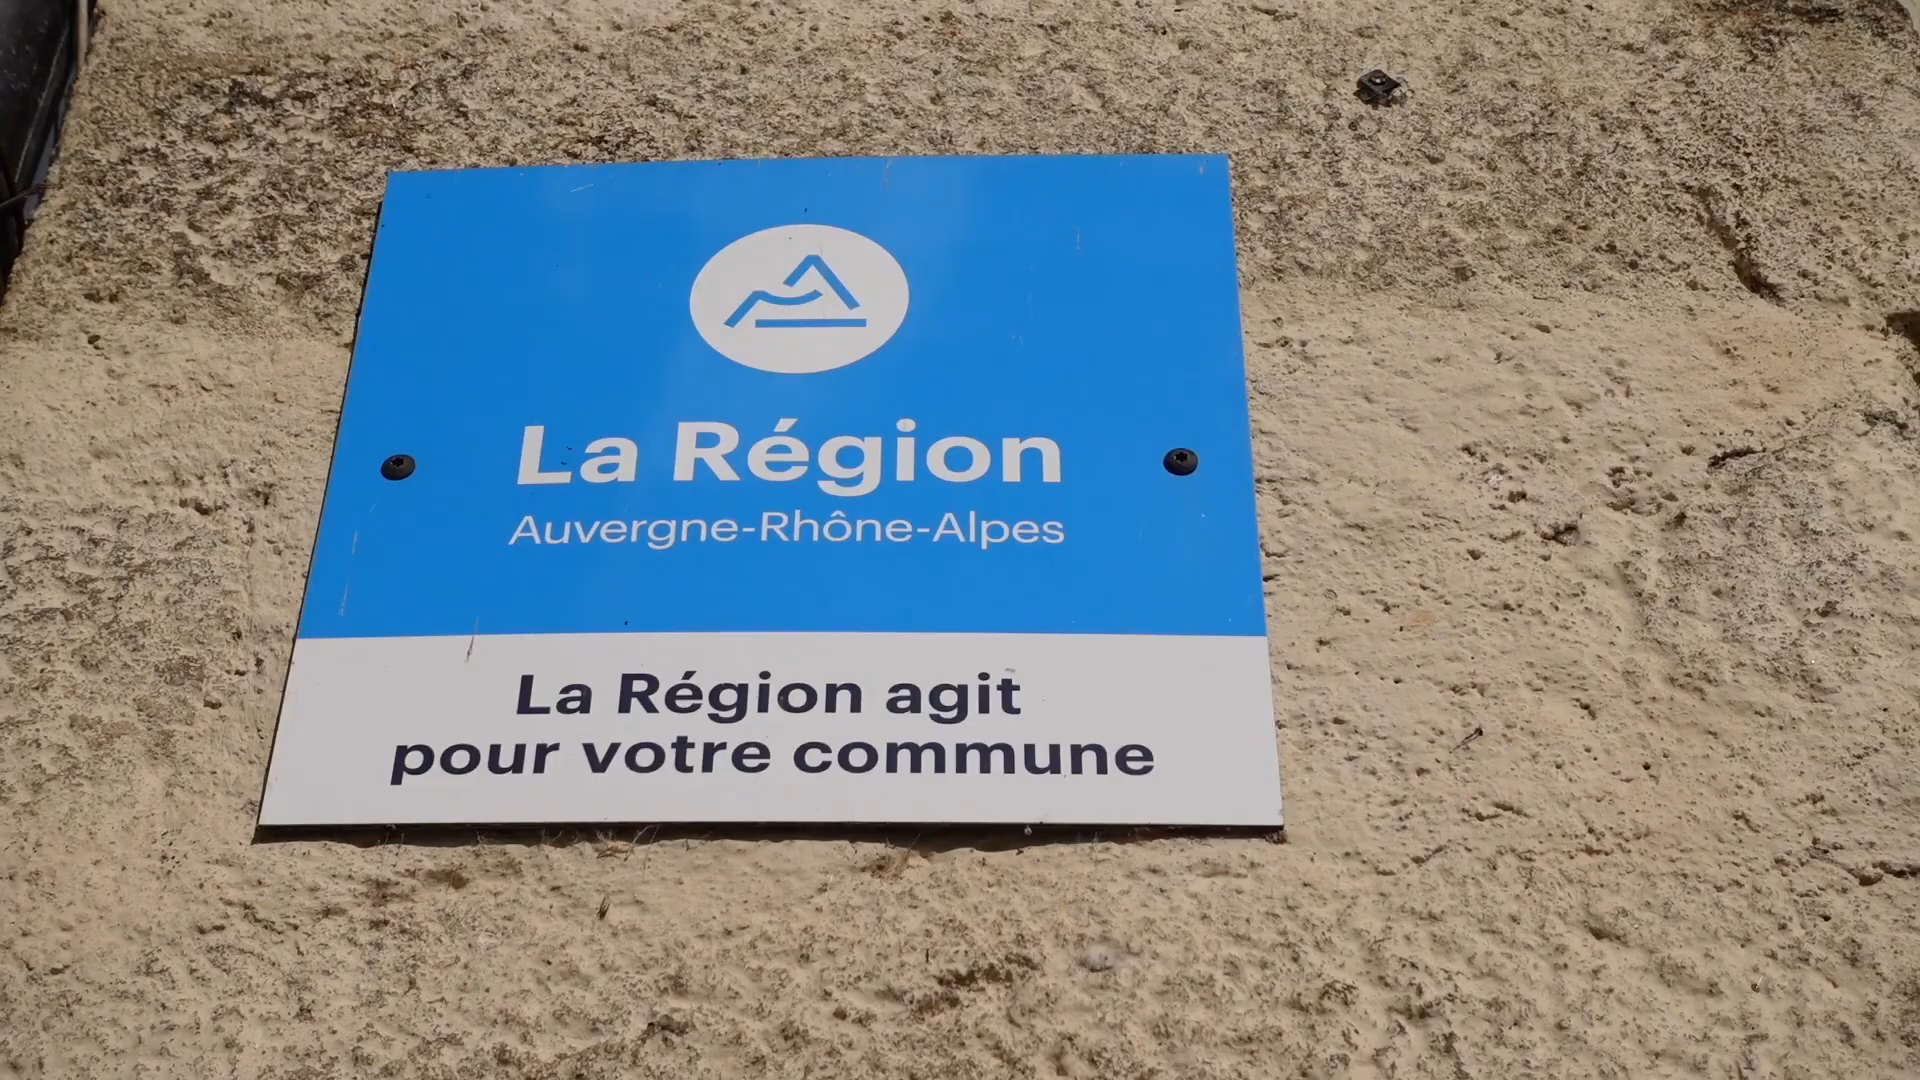 La Région
Auvergne-Rhône-Alpes
La Région agit
pour votre commune